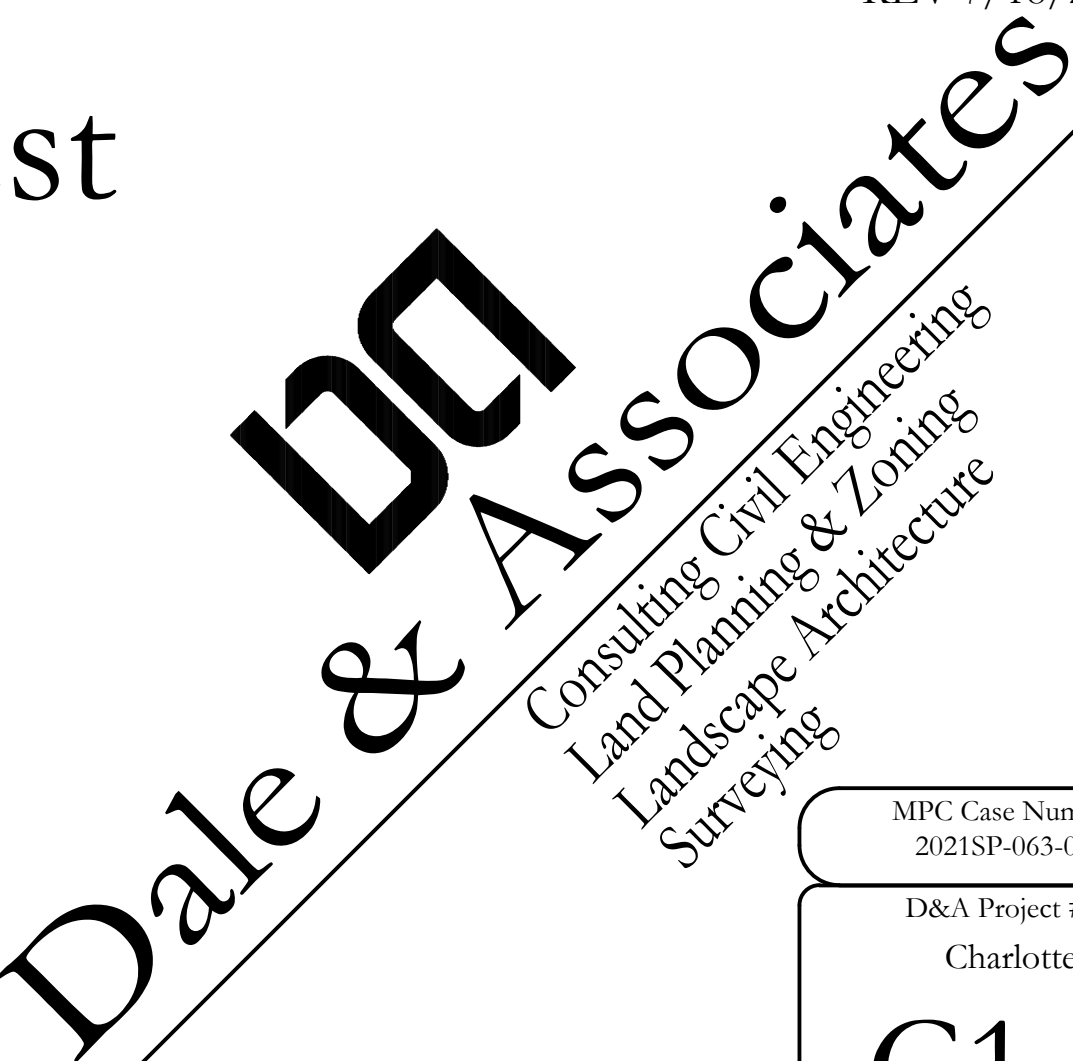 st
Dale & Associates
Consulting Civil Engineering
Land Planning & Zoning
Landscape Architecture
Surveying
MPC Case Num
2021SP-063-0
D&A Project #
Charlotte
C1